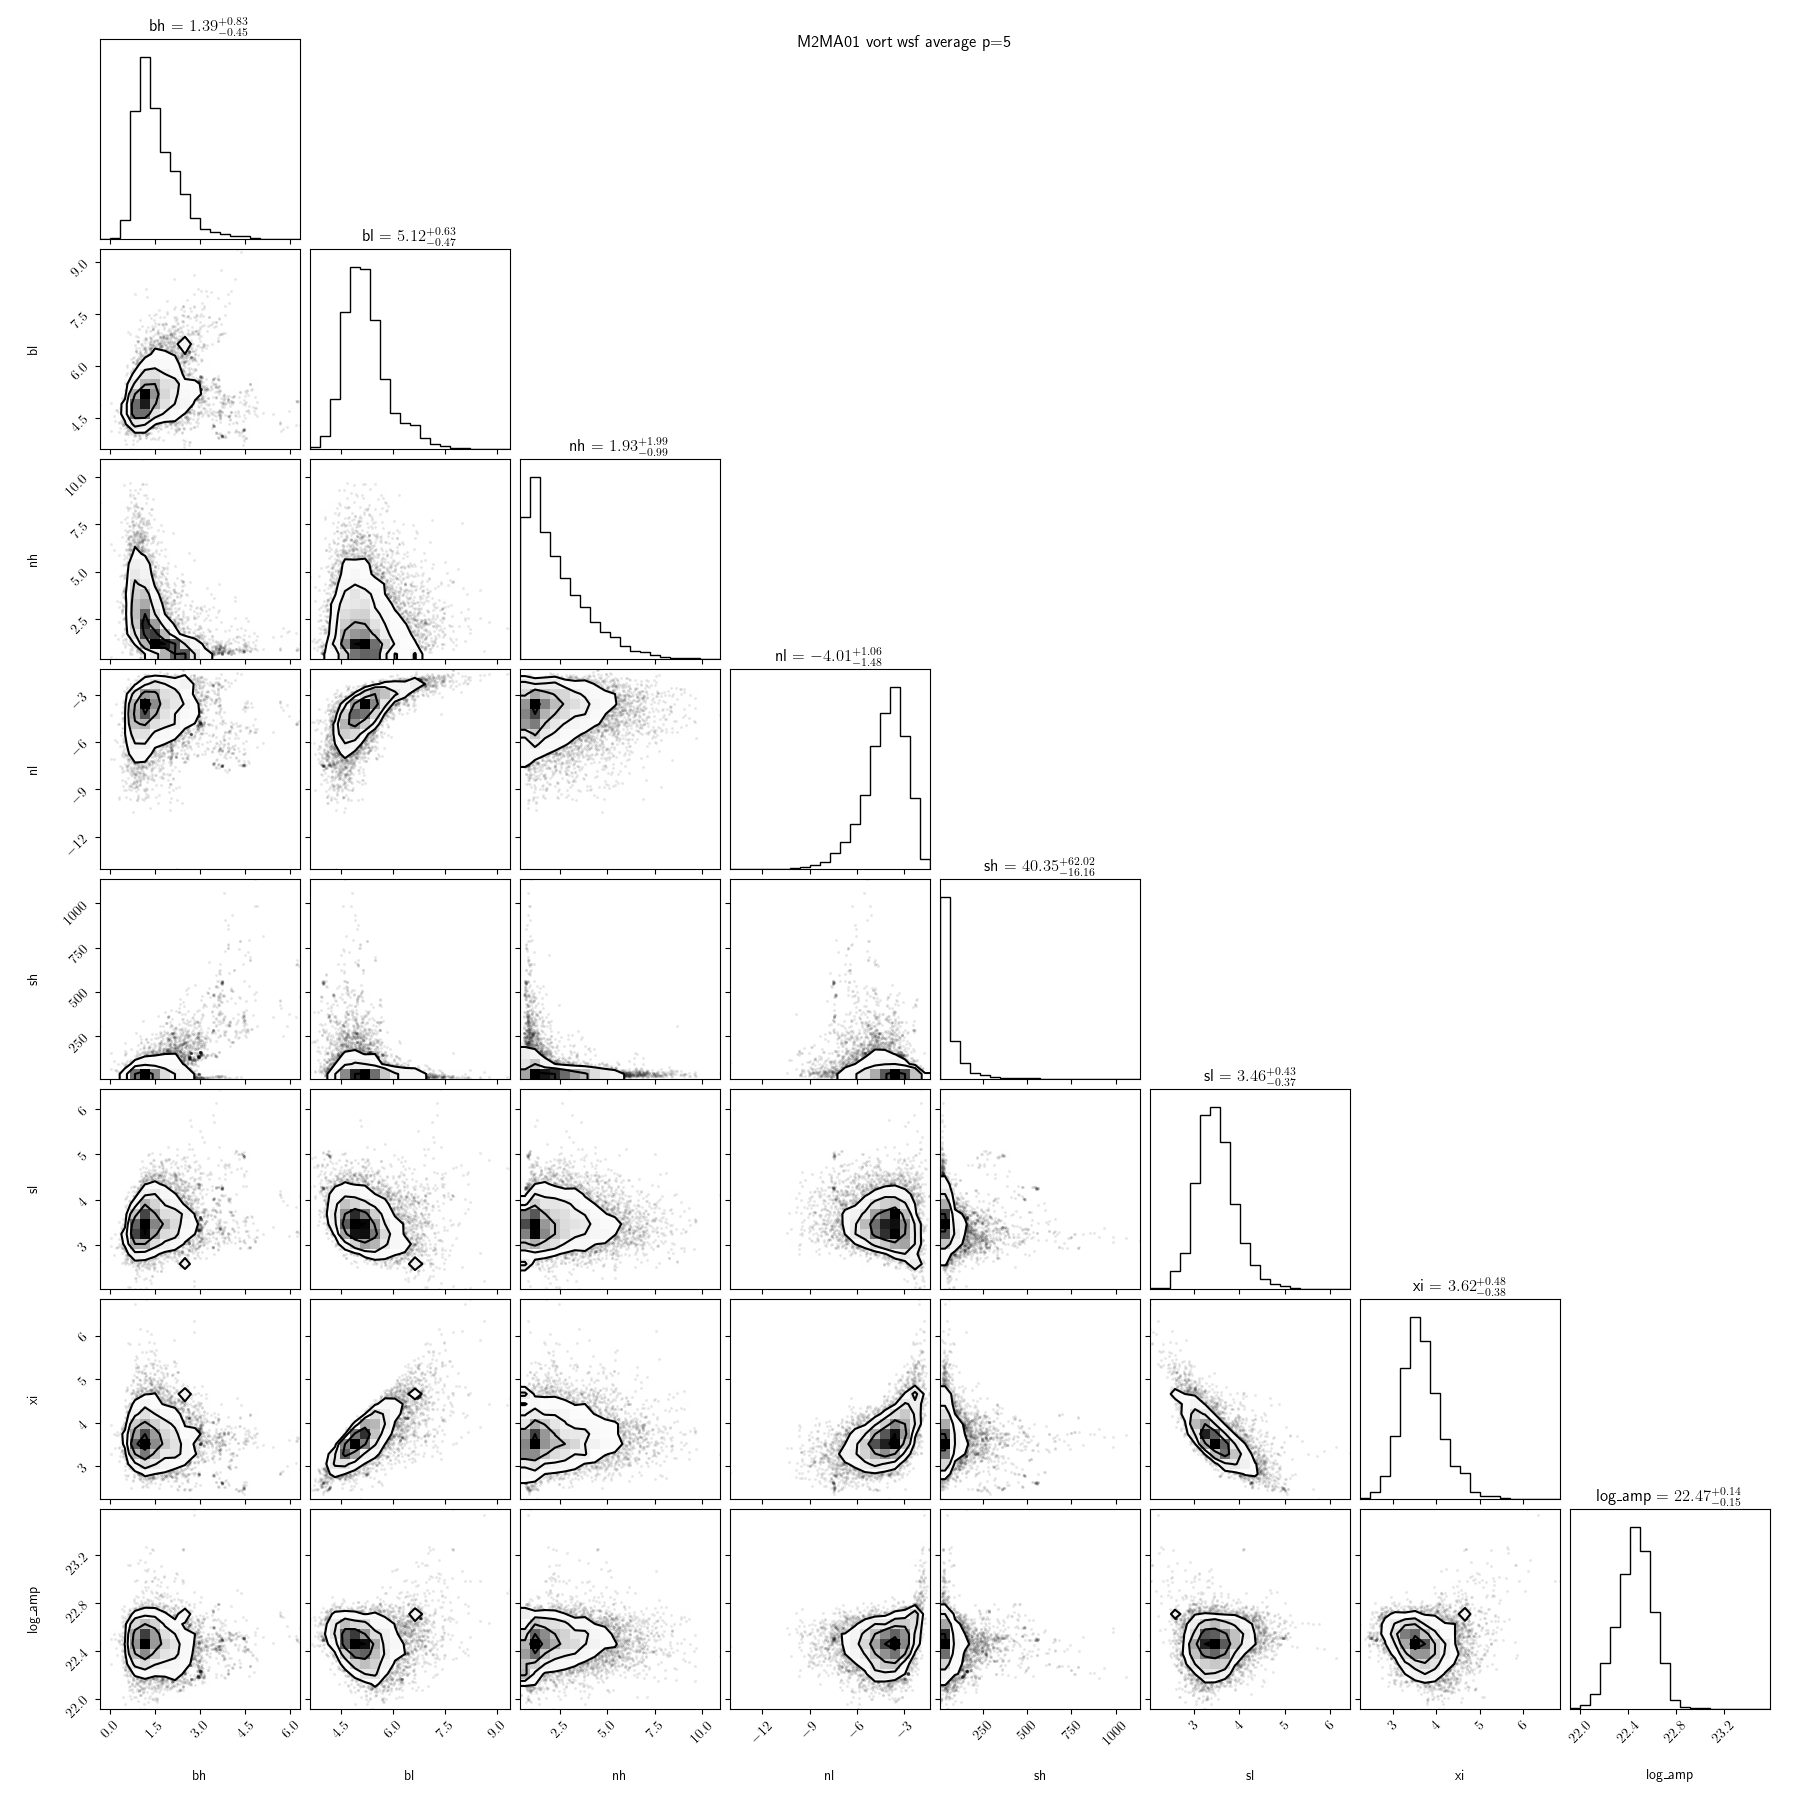 M2MA01 vort wsf average p=5
bh = 1.39^{+0.83}_{-0.45}
bl = 5.12^{+0.63}_{-0.47}
9.0
7.5
6.0
4.5
bl
nh = 1.93^{+1.99}_{-0.99}
10.0
7.5
5.0
2.5
nh
nl = −4.01^{+1.06}_{-1.48}
−3
−6
−9
−12
nl
sh = 40.35^{+62.02}_{-16.16}
1000
750
500
250
sh
sl = 3.46^{+0.43}_{-0.37}
6
5
4
3
sl
xi = 3.62^{+0.48}_{-0.38}
6
5
4
3
xi
log_amp = 22.47^{+0.14}_{-0.15}
23.2
22.8
22.4
22.0
log_amp
0.0 1.5 3.0 4.5 6.0 4.5 6.0 7.5 9.0 2.5 5.0 7.5 10.0 −12 −9 −6 −3 250 500 750 1000 3 4 5 6 3 4 5 6 22.0 22.4 22.8 23.2
bh bl nh nl sh sl xi log_amp